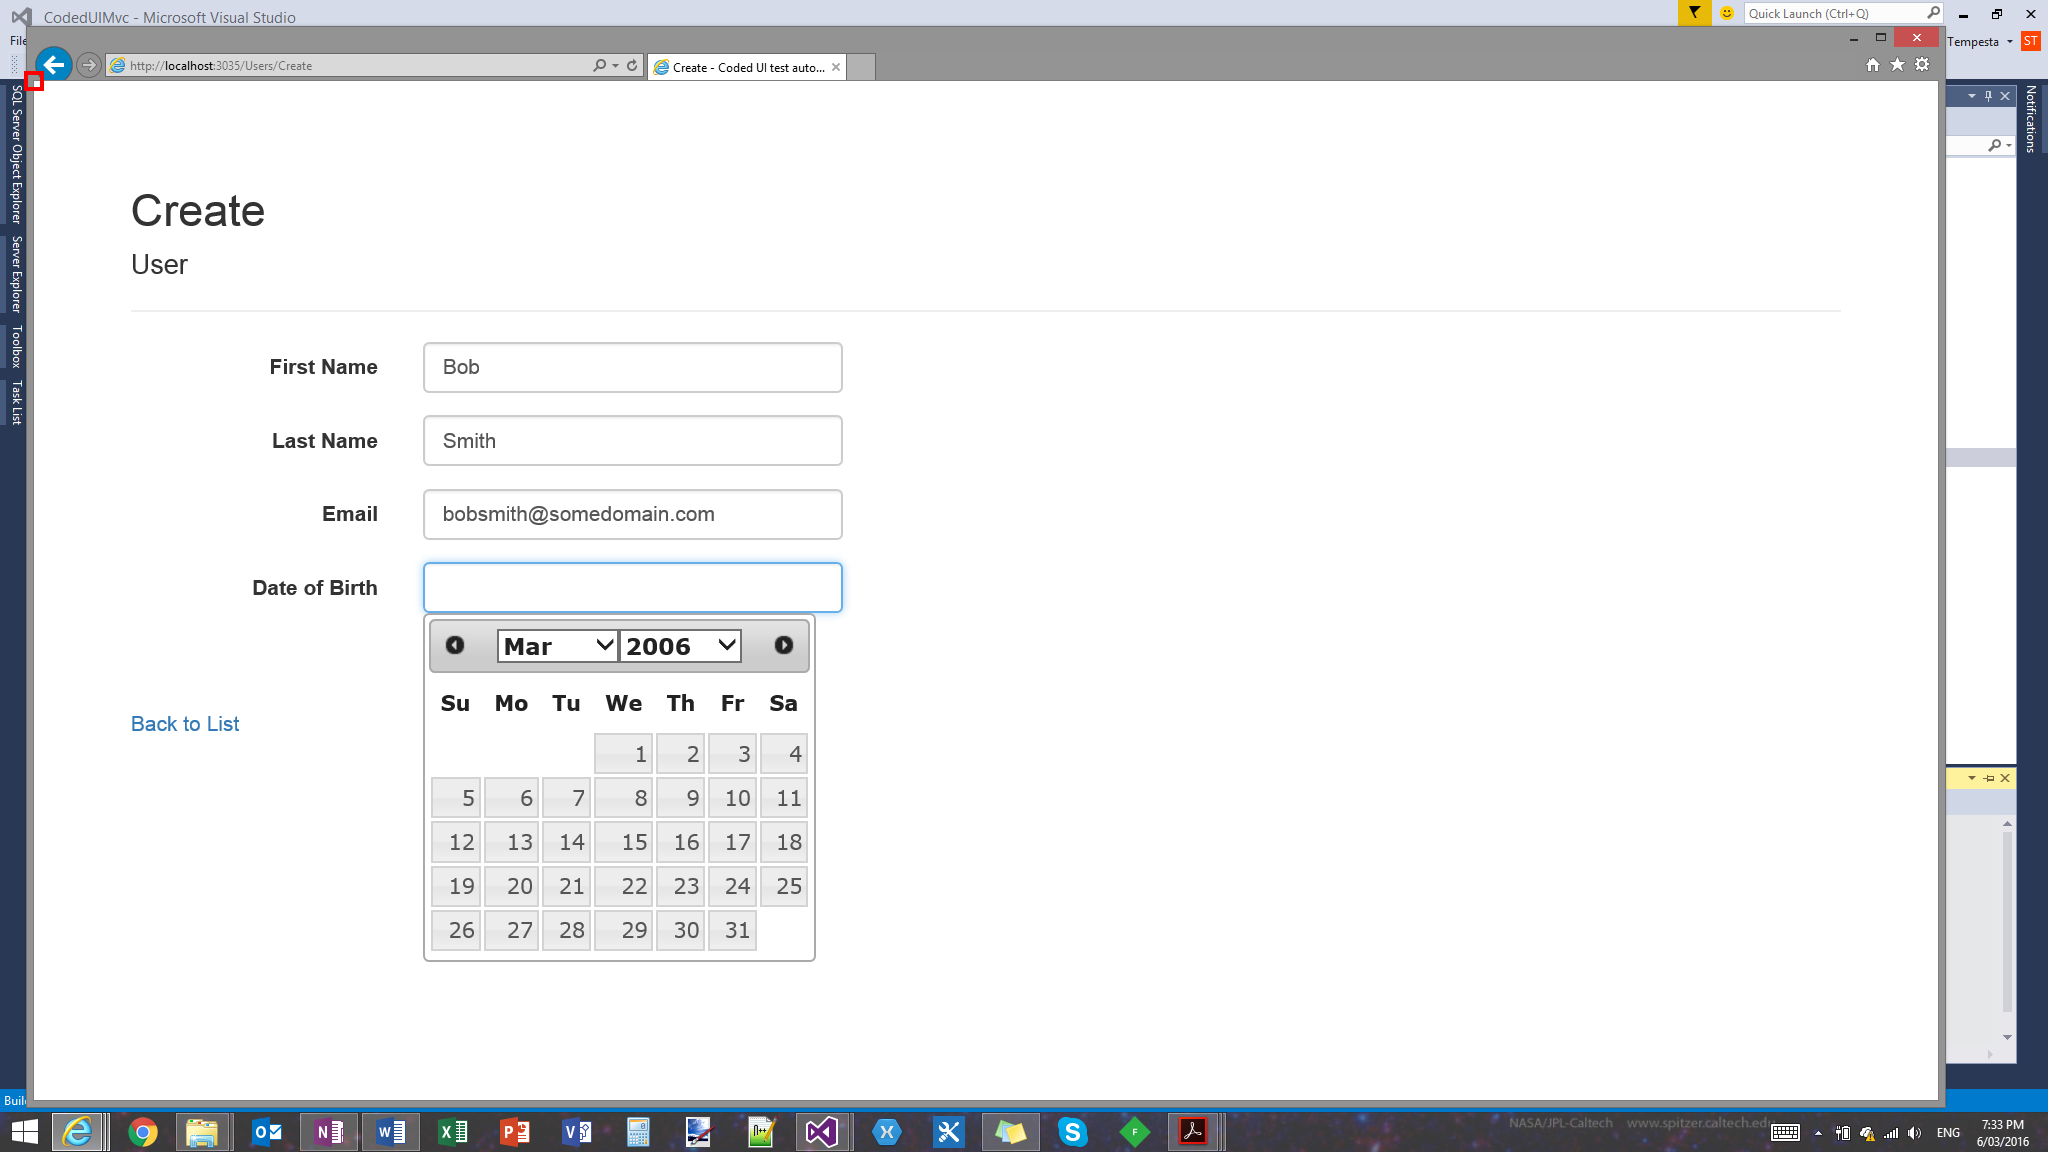 CodedUIMvc - Microsoft Visual Studio
Quick Launch (Ctrl+Q)
File
Tempesta
ST
http://localhost:3035/Users/Create
Create - Coded UI test auto...
SQL Server Object Explorer
Server Explorer
Toolbox
Task List
Notifications
Create
User
First Name
Bob
Last Name
Smith
Email
bobsmith@somedomain.com
Date of Birth
Mar 2006
Su Mo Tu We Th Fr Sa
1 2 3 4
5 6 7 8 9 10 11
12 13 14 15 16 17 18
19 20 21 22 23 24 25
26 27 28 29 30 31
Back to List
NASA/JPL-Caltech www.spitzer.caltech.ed
ENG
7:33 PM
6/03/2016